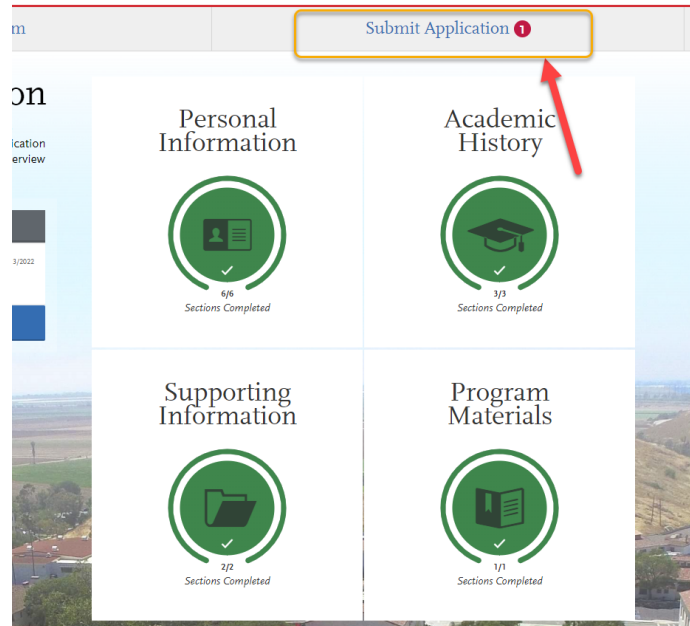 m
Submit Application 1
on
ication
erview
3/2022
Personal
Information
6/6
Sections Completed
Academic
History
3/3
Sections Completed
Supporting
Information
2/2
Sections Completed
Program
Materials
1/1
Sections Completed